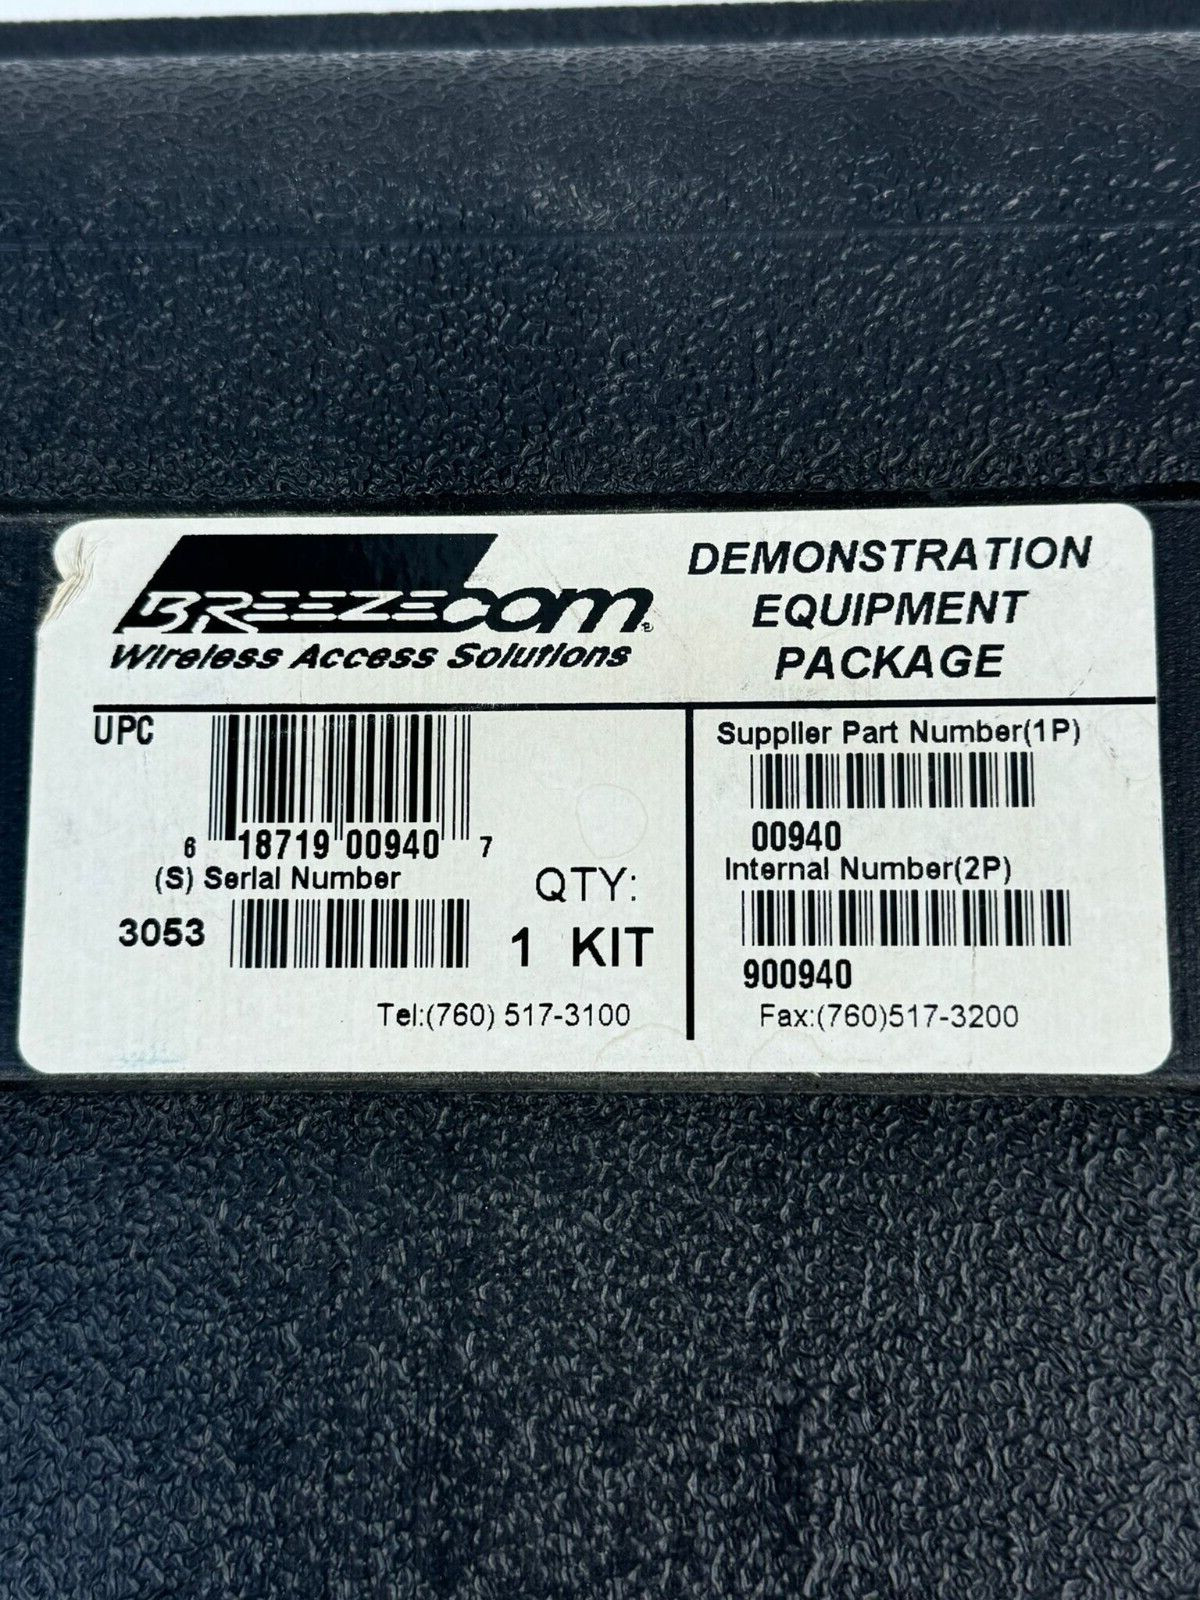 BREEZECOM®
Wireless Access Solutions
DEMONSTRATION
EQUIPMENT
PACKAGE
UPC
6 18719 00940 7
(S) Serial Number
3053
QTY:
1 KIT
Tel:(760) 517-3100
Supplier Part Number(1P)
00940
Internal Number(2P)
900940
Fax:(760)517-3200